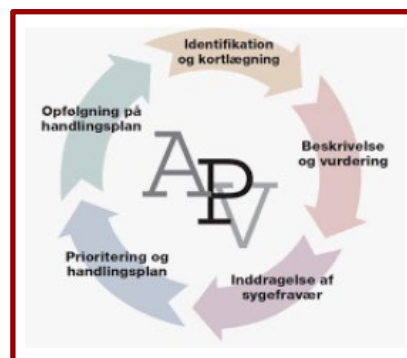 Identifikation
og kortlægning
Beskrivelse
og vurdering
Inddragelse af
sygefravær
Prioritering og
handlingsplan
Opfølgning på
handlingsplan
APV